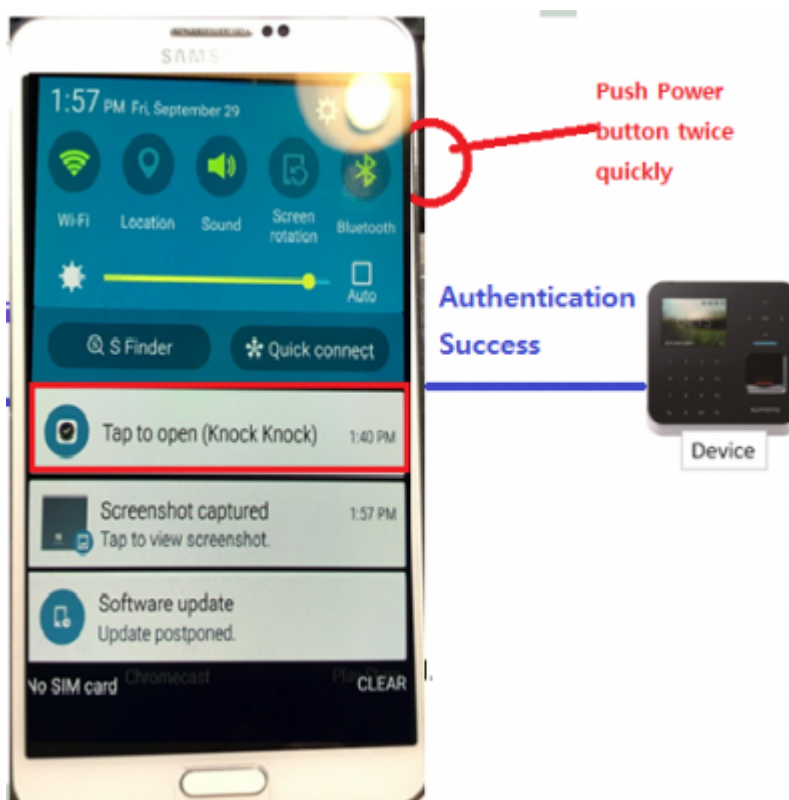 SAMS
1:57 PM Fri, September 29
Wi-Fi
Location
Sound
Screen
rotation
Bluetooth
Auto
S Finder
Quick connect
Tap to open (Knock Knock) 1:40 PM
Screenshot captured 1:57 PM
Tap to view screenshot.
Software update
Update postponed.
No SIM card
Chromecast
CLEAR
Push Power
button twice
quickly
Authentication
Success
Device